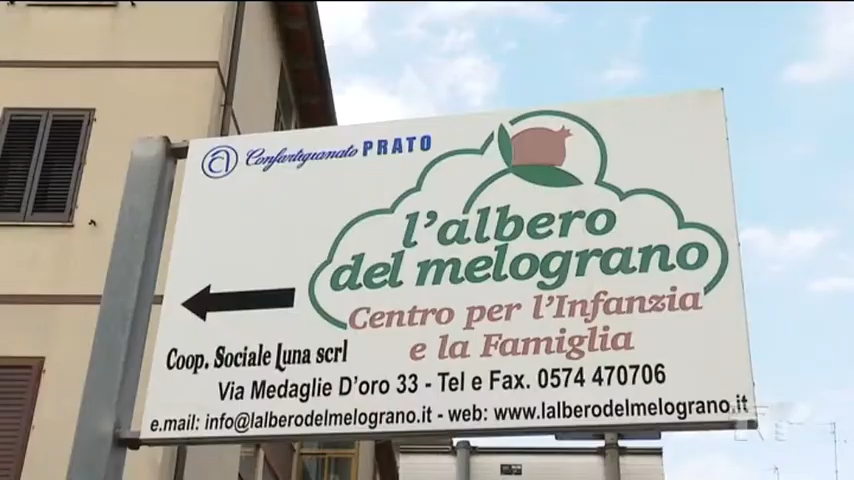 Confartigianato PRATO
l'albero
del melograno
Centro per l'Infanzia
e la Famiglia
Coop. Sociale Luna scrl
Via Medaglie D'oro 33 - Tel e Fax. 0574 470706
e.mail: info@lalberodelmelograno.it - web: www.lalberodelmelograno.it